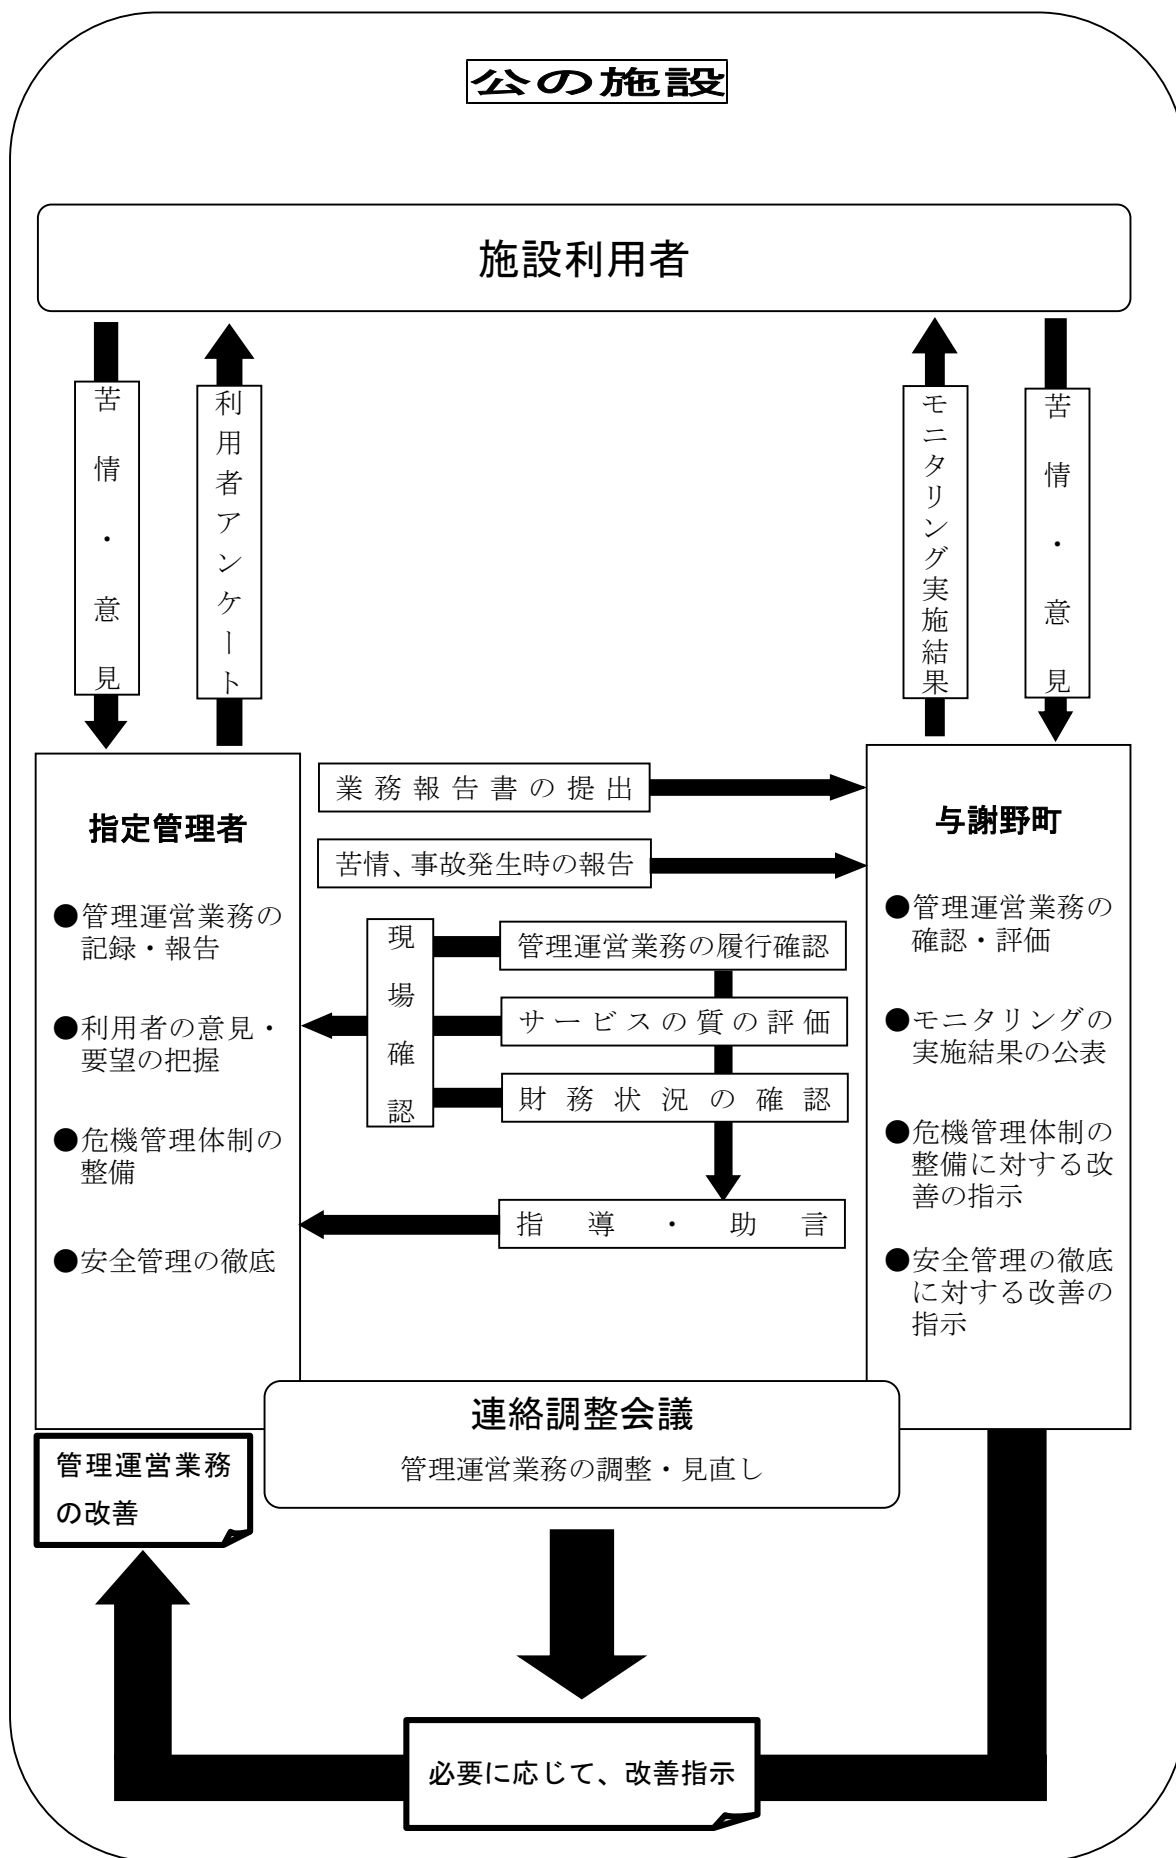 公の施設
施設利用者
苦情・意見
利用者アンケート
モニタリング実施結果
苦情・意見
指定管理者
●管理運営業務の
記録・報告
●利用者の意見・
要望の把握
●危機管理体制の
整備
●安全管理の徹底
業務報告書の提出
苦情、事故発生時の報告
現場確認
管理運営業務の履行確認
サービスの質の評価
財務状況の確認
指導・助言
与謝野町
●管理運営業務の
確認・評価
●モニタリングの
実施結果の公表
●危機管理体制の
整備に対する改
善の指示
●安全管理の徹底
に対する改善の
指示
連絡調整会議
管理運営業務の調整・見直し
管理運営業務
の改善
必要に応じて、改善指示